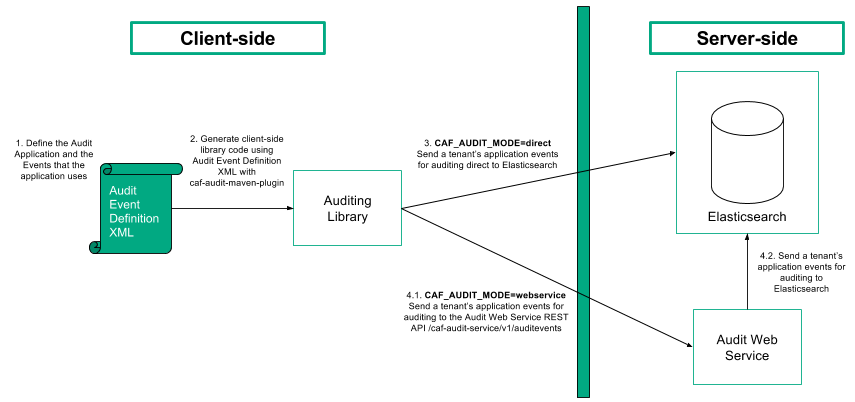 Client-side
Server-side
1. Define the Audit
Application and the
Events that the
application uses
2. Generate client-side
library code using
Audit Event Definition
XML with
caf-audit-maven-plugin
Audit
Event
Definition
XML
Auditing
Library
3. CAF_AUDIT_MODE=direct
Send a tenant's application events
for auditing direct to Elasticsearch
Elasticsearch
4.1. CAF_AUDIT_MODE=webservice
Send a tenant's application events for
auditing to the Audit Web Service REST
API /caf-audit-service/v1/auditevents
4.2. Send a tenant's
application events for
auditing to
Elasticsearch
Audit Web
Service